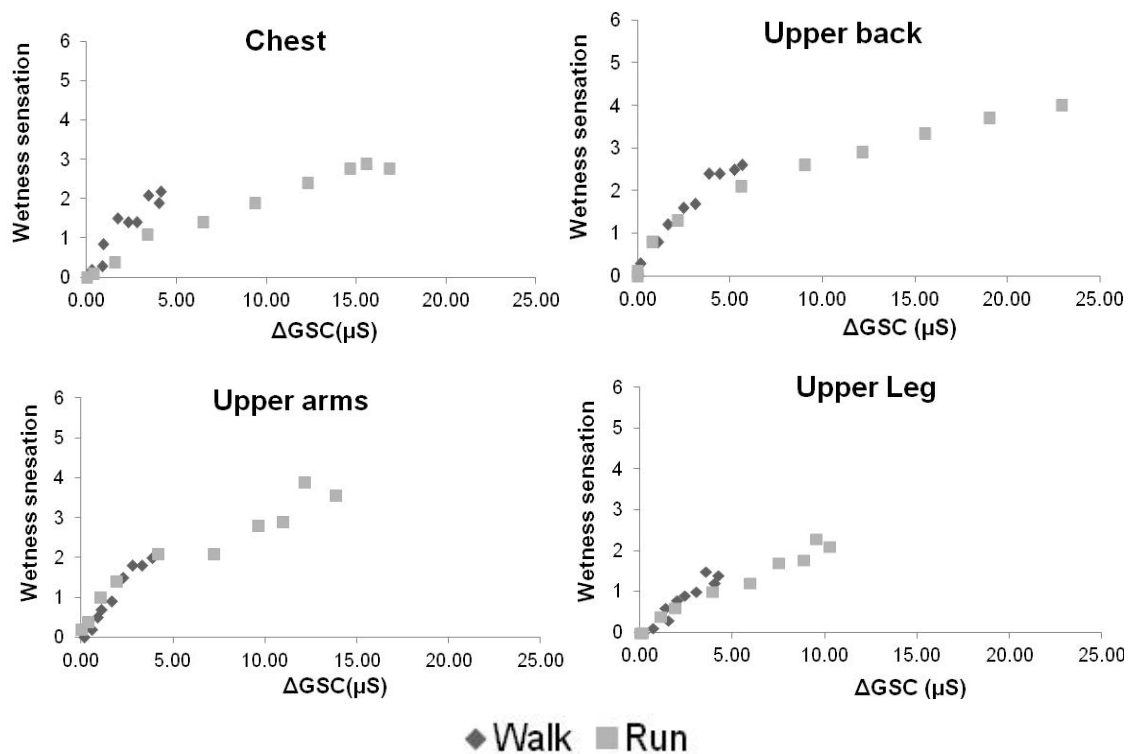 Chest
Wetness sensation
6
5
4
3
2
1
0
0.00 5.00 10.00 15.00 20.00 25.00
ΔGSC(µS)
Upper back
Wetness sensation
6
5
4
3
2
1
0
0.00 5.00 10.00 15.00 20.00 25.00
ΔGSC (µS)
Upper arms
Wetness snesation
6
5
4
3
2
1
0
0.00 5.00 10.00 15.00 20.00 25.00
ΔGSC(µS)
Upper Leg
Wetness sensation
6
5
4
3
2
1
0
0.00 5.00 10.00 15.00 20.00 25.00
ΔGSC (µS)
Walk Run